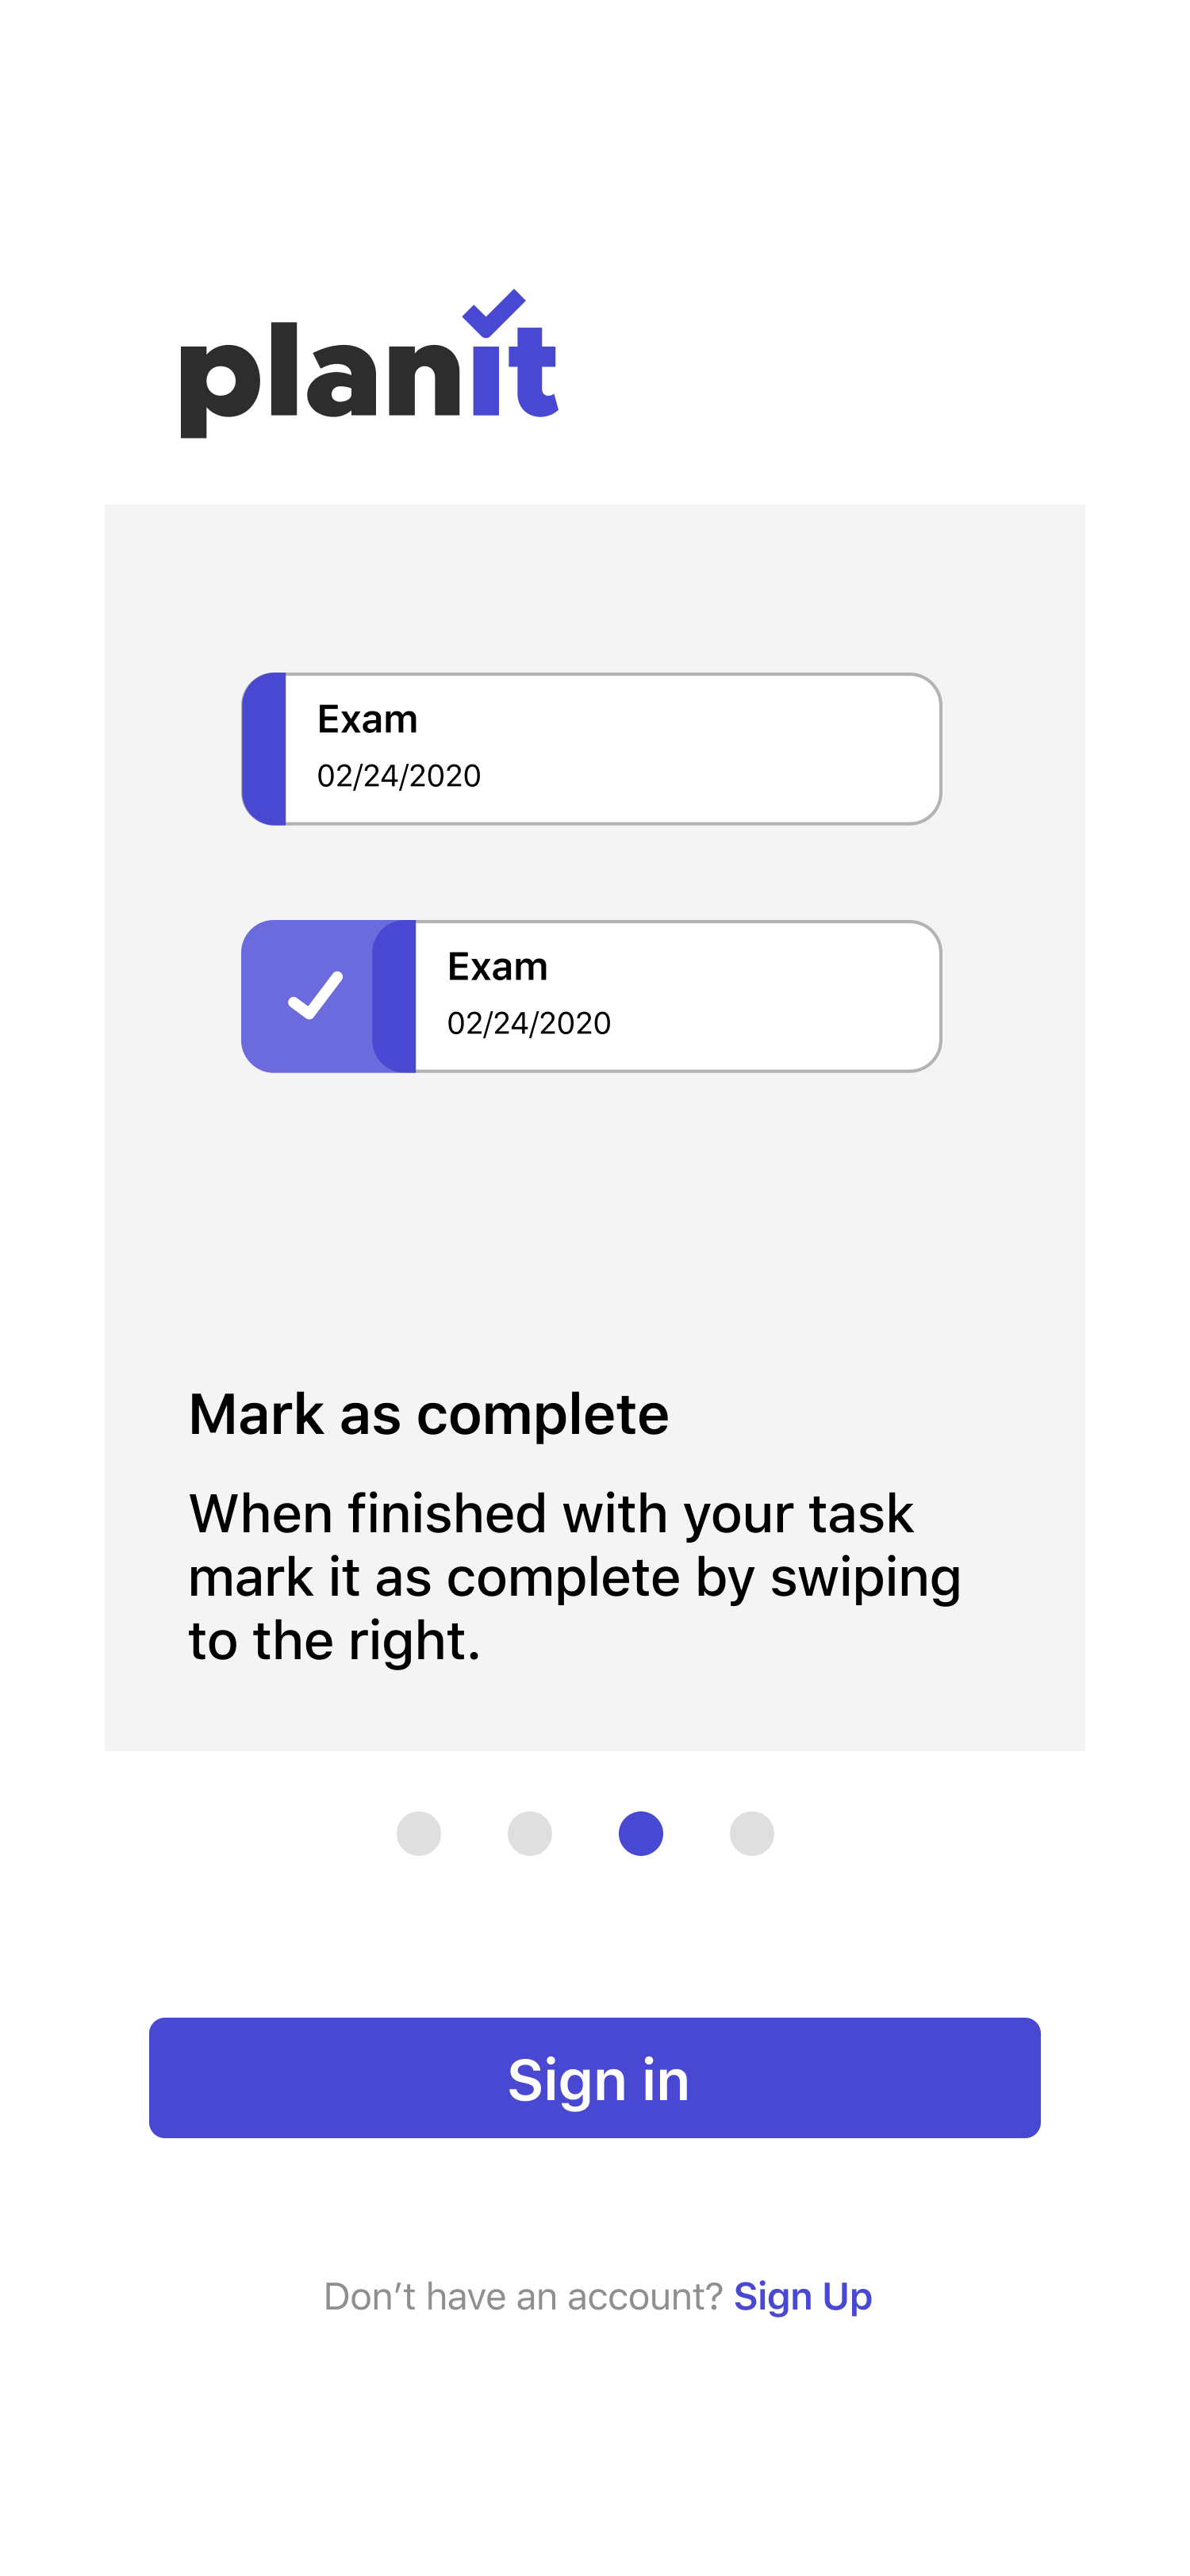 planit
Exam
02/24/2020
Exam
02/24/2020
Mark as complete
When finished with your task
mark it as complete by swiping
to the right.
Sign in
Don’t have an account? Sign Up